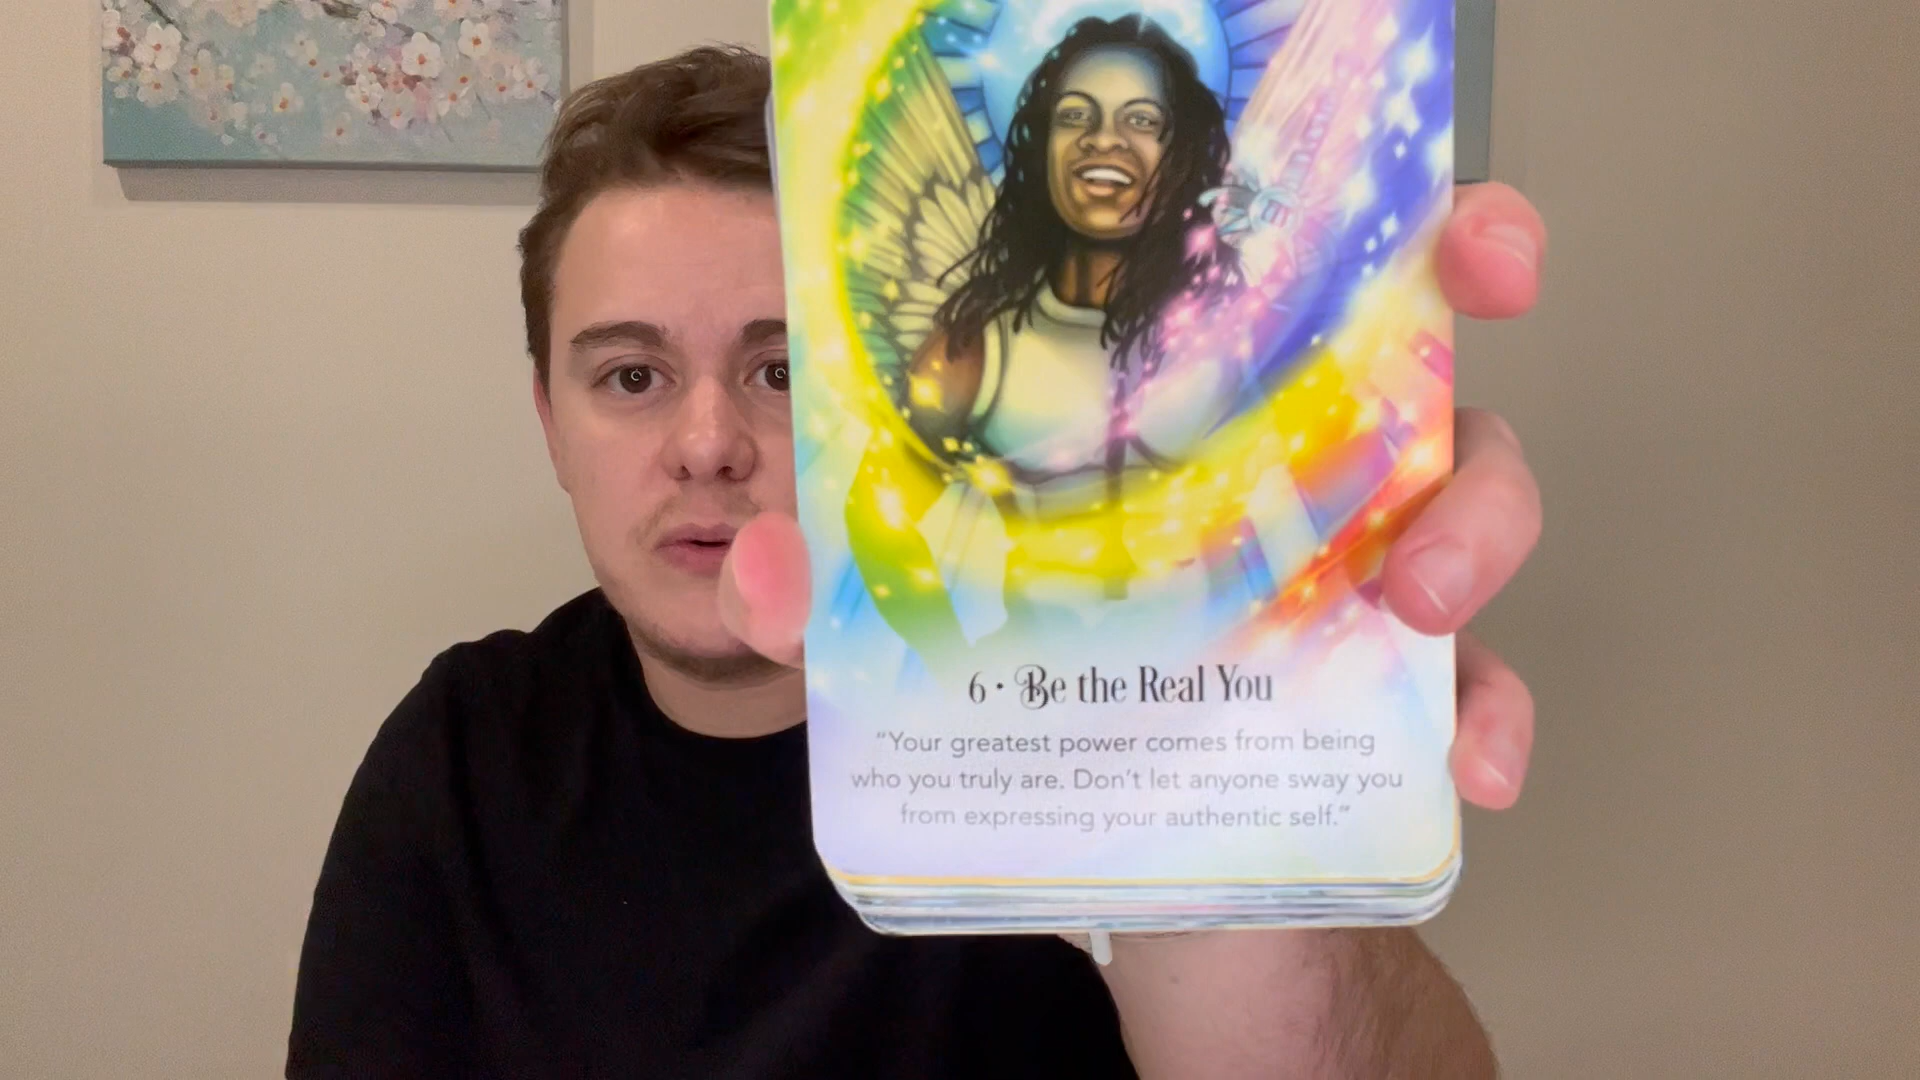 6 • Be the Real You
“Your greatest power comes from being
who you truly are. Don’t let anyone sway you
from expressing your authentic self.”